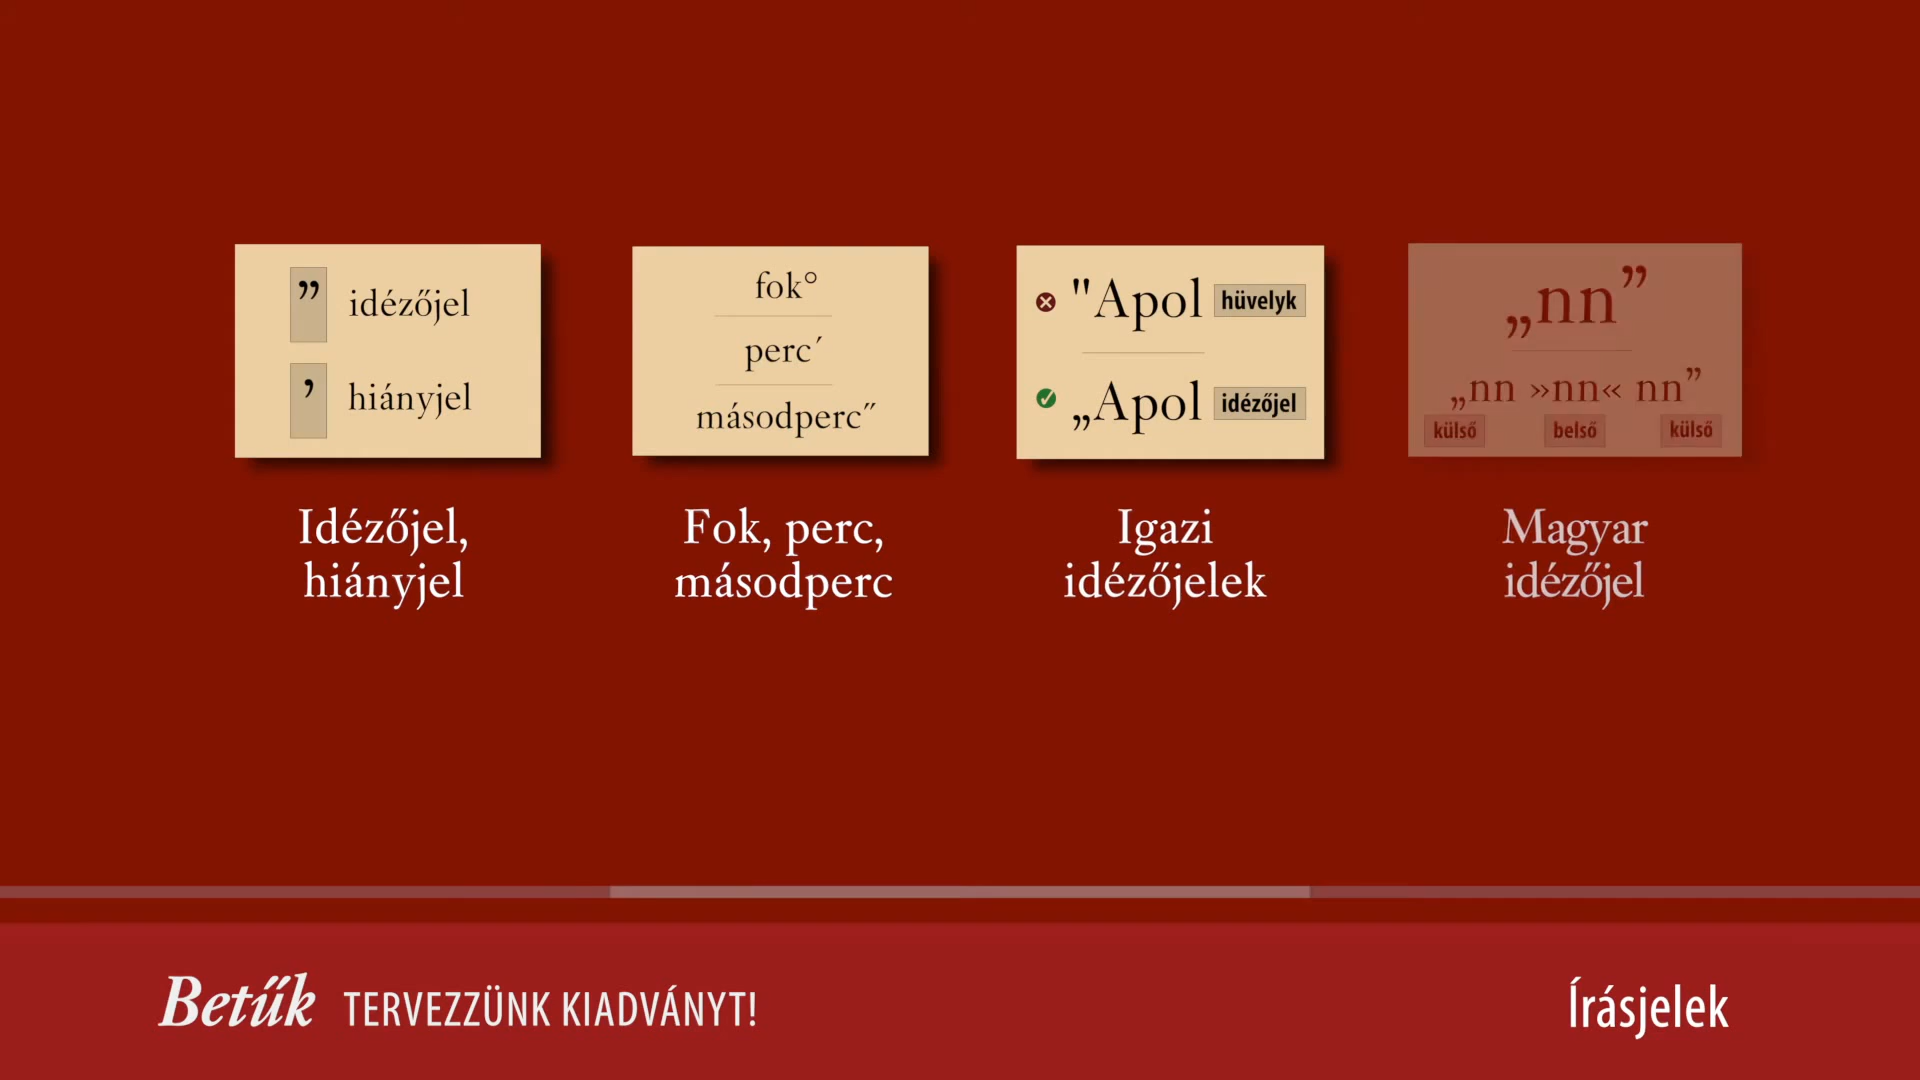 ” idézőjel
’ hiányjel
Idézőjel,
hiányjel
fok°
perc´
másodperc˝
Fok, perc,
másodperc
"Apol hüvelyk
„Apol idézőjel
Igazi
idézőjelek
„nn”
„nn »nn« nn”
külső belső külső
Magyar
idézőjel
Betűk TERVEZZÜNK KIADVÁNYT!
Írásjelek